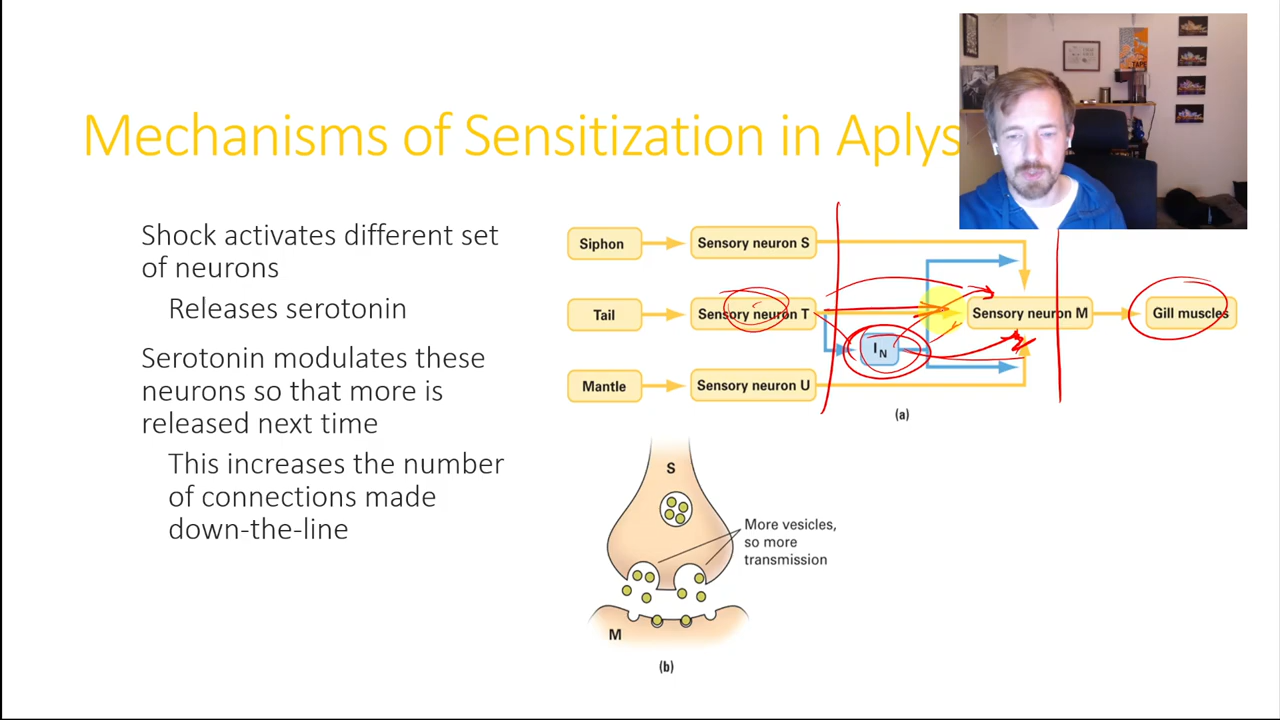 Mechanisms of Sensitization in Aplys
Shock activates different set
of neurons
Releases serotonin
Serotonin modulates these
neurons so that more is
released next time
This increases the number
of connections made
down-the-line
Siphon
Sensory neuron S
Tail
Sensory neuron T
Sensory neuron M
Gill muscles
IN
Mantle
Sensory neuron U
(a)
S
More vesicles,
so more
transmission
M
(b)